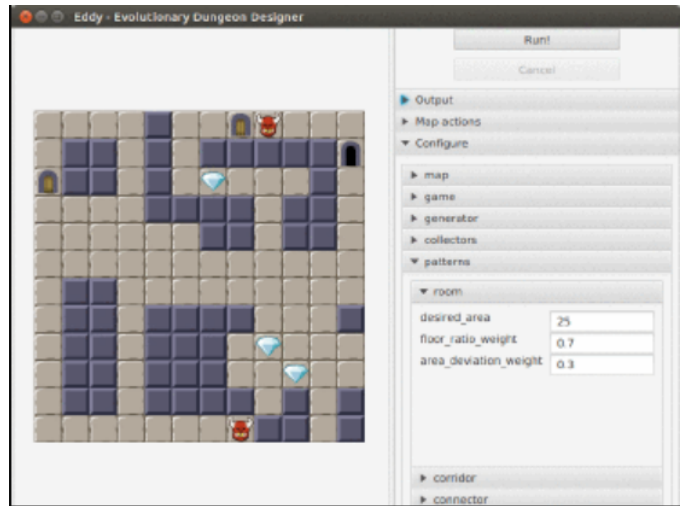 Eddy - Evolutionary Dungeon Designer
Run!
Cancel
Output
Map actions
Configure
map
game
generator
collectors
patterns
room
desired_area 25
floor_ratio_weight 0.7
area_deviation_weight 0.3
corridor
connector